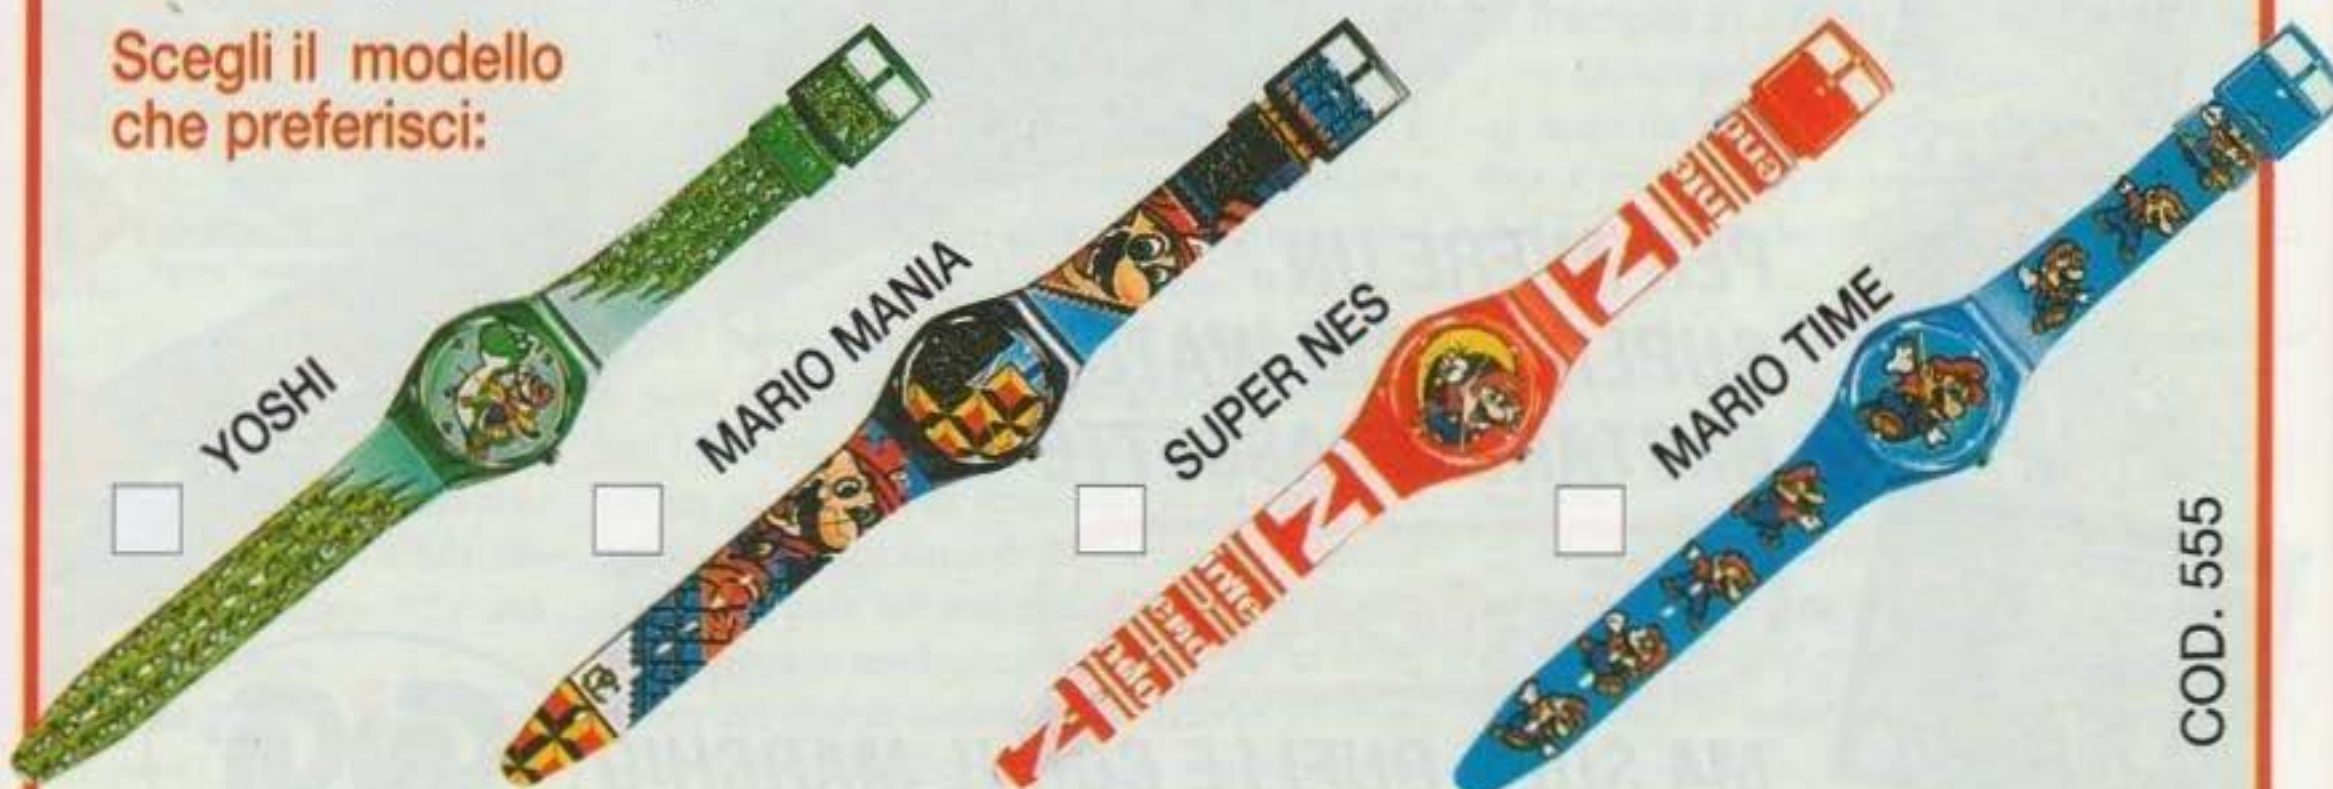 Scegli il modello
che preferisci:
YOSHI
MARIO MANIA
SUPER NES
MARIO TIME
COD. 555